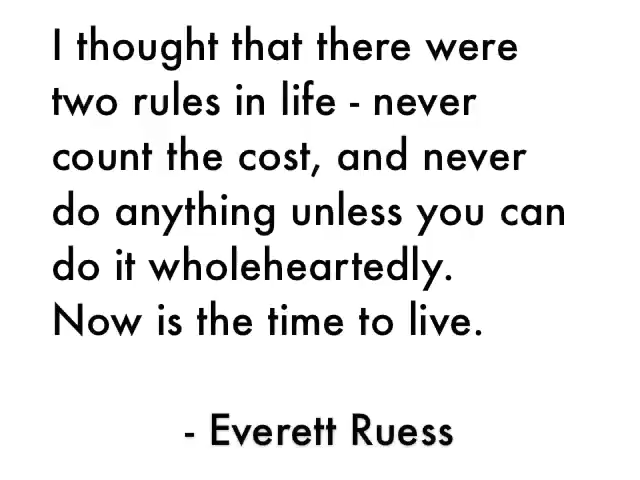 I thought that there were
two rules in life - never
count the cost, and never
do anything unless you can
do it wholeheartedly.
Now is the time to live.
- Everett Ruess